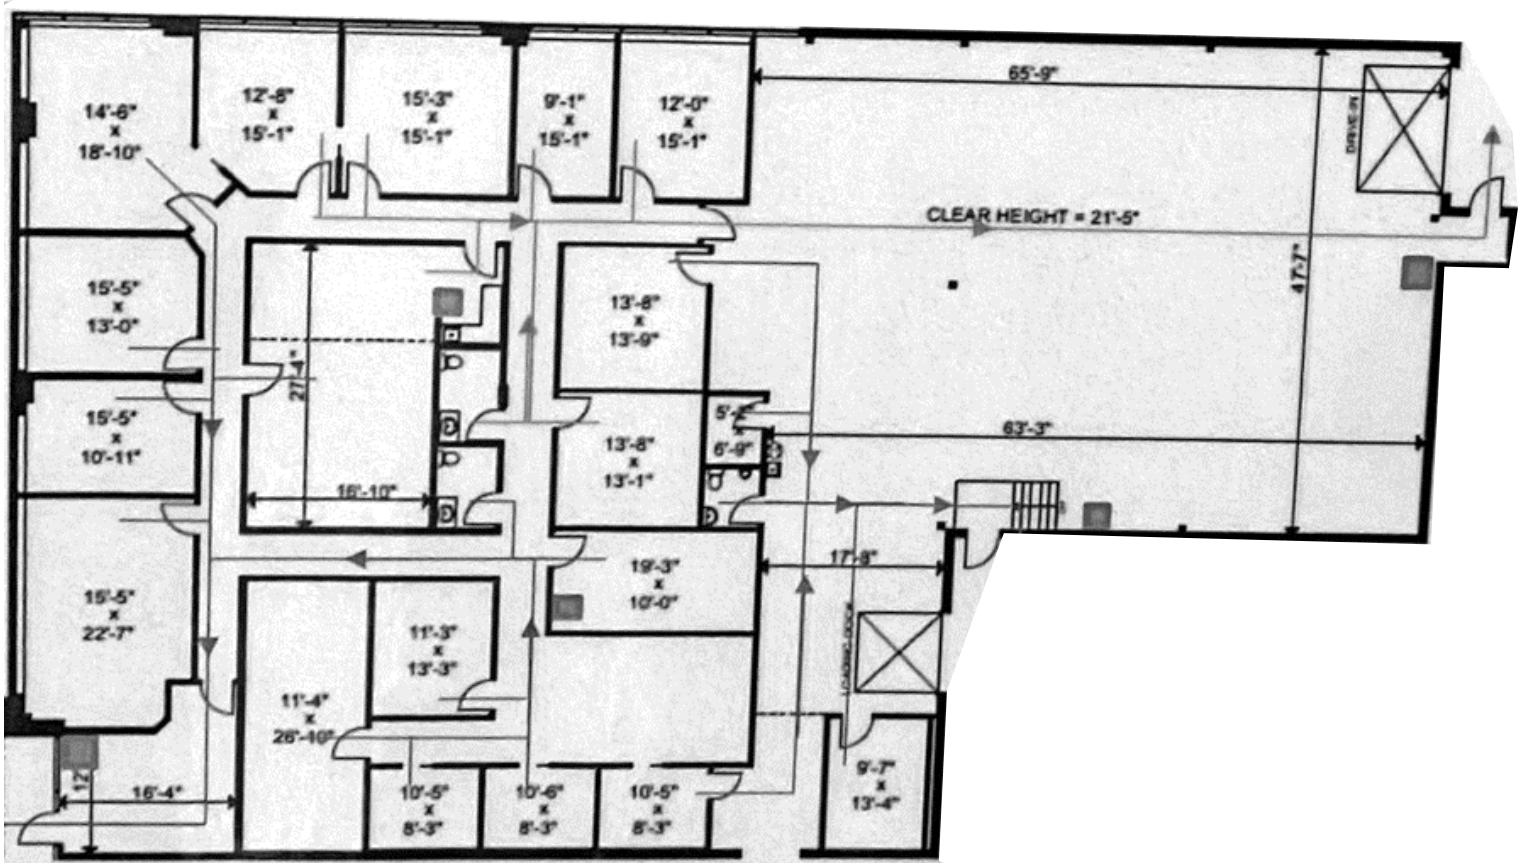 14'-6"
x
18'-10"
12'-8"
x
15'-1"
15'-3"
x
15'-1"
9'-1"
x
15'-1"
12'-0"
x
15'-1"
65'-9"
DRIVE-IN
CLEAR HEIGHT = 21'-5"
47'-7"
15'-5"
x
13'-0"
27'-4"
13'-8"
x
13'-9"
15'-5"
x
10'-11"
16'-10"
13'-8"
x
13'-1"
5'-2"
x
6'-9"
63'-3"
15'-5"
x
22'-7"
19'-3"
x
10'-0"
17'-8"
LOADING DOCK
11'-3"
x
13'-3"
11'-4"
x
26'-10"
12'
16'-4"
10'-5"
x
8'-3"
10'-6"
x
8'-3"
10'-5"
x
8'-3"
9'-7"
x
13'-4"